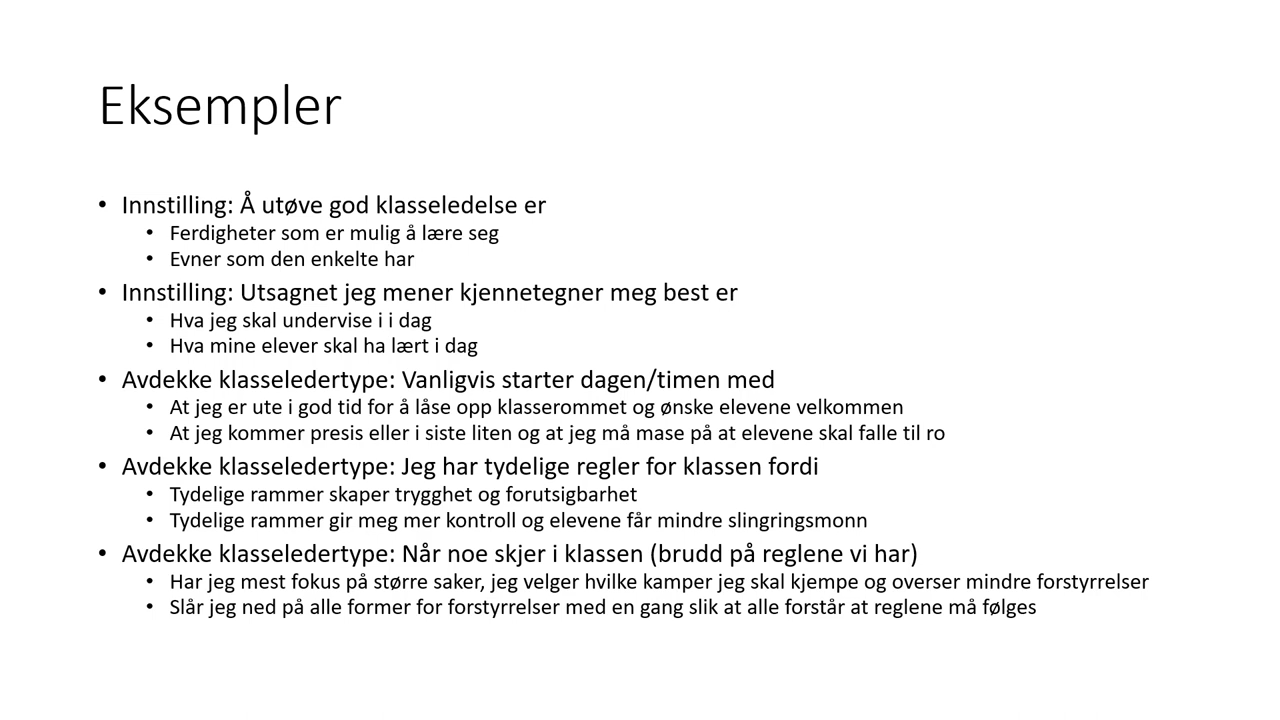 Eksempler
• Innstilling: Å utøve god klasseledelse er
• Ferdigheter som er mulig å lære seg
• Evner som den enkelte har
• Innstilling: Utsagnet jeg mener kjennetegner meg best er
• Hva jeg skal undervise i i dag
• Hva mine elever skal ha lært i dag
• Avdekke klasseledertype: Vanligvis starter dagen/timen med
• At jeg er ute i god tid for å låse opp klasserommet og ønske elevene velkommen
• At jeg kommer presis eller i siste liten og at jeg må mase på at elevene skal falle til ro
• Avdekke klasseledertype: Jeg har tydelige regler for klassen fordi
• Tydelige rammer skaper trygghet og forutsigbarhet
• Tydelige rammer gir meg mer kontroll og elevene får mindre slingringsmonn
• Avdekke klasseledertype: Når noe skjer i klassen (brudd på reglene vi har)
• Har jeg mest fokus på større saker, jeg velger hvilke kamper jeg skal kjempe og overser mindre forstyrrelser
• Slår jeg ned på alle former for forstyrrelser med en gang slik at alle forstår at reglene må følges